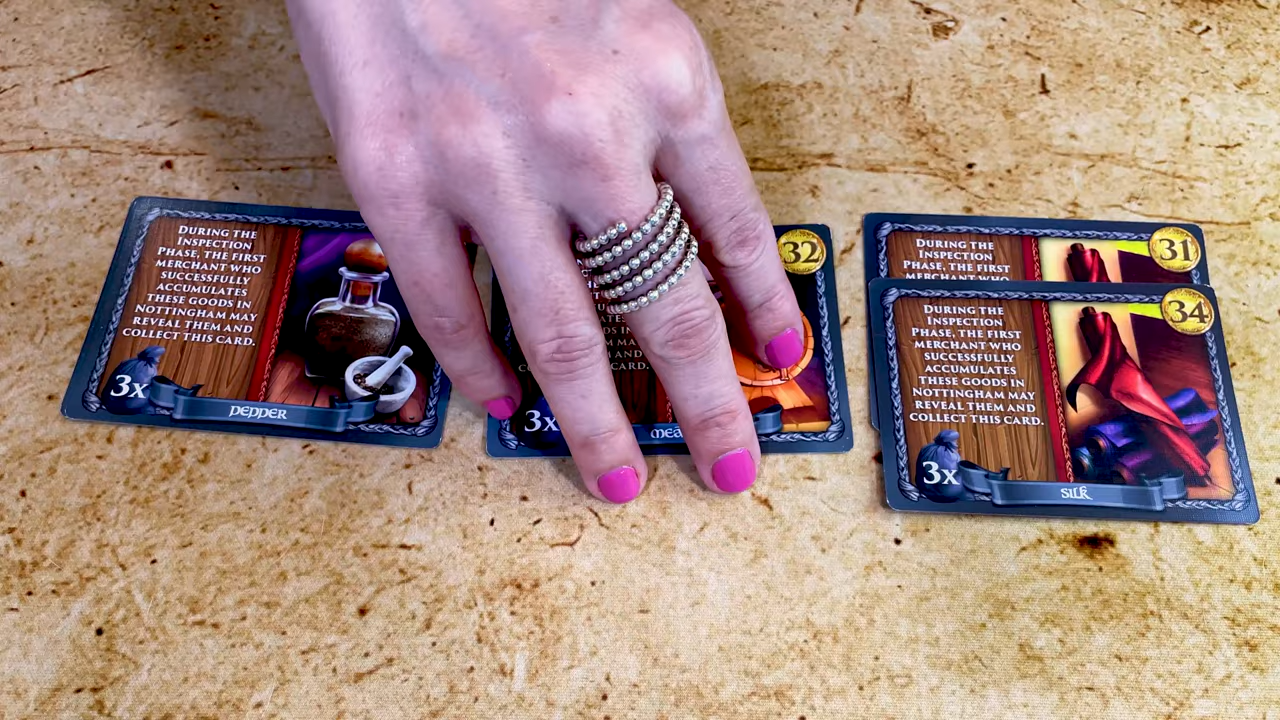 DURING THE
INSPECTION
PHASE, THE FIRST
MERCHANT WHO
SUCCESSFULLY
ACCUMULATES
THESE GOODS IN
NOTTINGHAM MAY
REVEAL THEM AND
COLLECT THIS CARD.
3x
PEPPER
32
3x
31
DURING THE
INSPECTION
PHASE, THE FIRST
MERCHANT WHO
34
DURING THE
INSPECTION
PHASE, THE FIRST
MERCHANT WHO
SUCCESSFULLY
ACCUMULATES
THESE GOODS IN
NOTTINGHAM MAY
REVEAL THEM AND
COLLECT THIS CARD.
3x
SILK